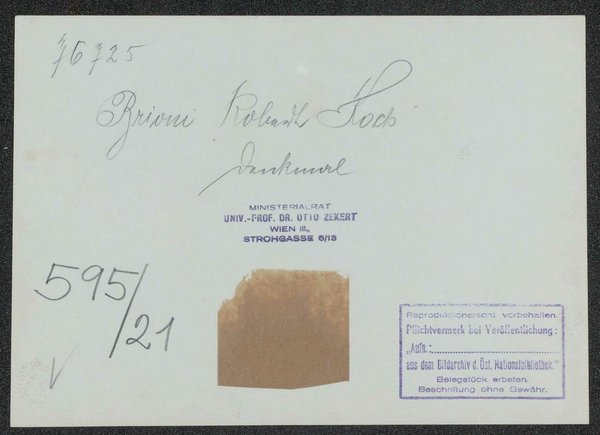 76725
Brioni Robert Koch
Denkmal
MINISTERIALRAT
UNIV.-PROF. DR. OTTO ZEKERT
WIEN III.,
STROHGASSE 6/13
595/21
Reproduktionsrecht vorbehalten.
Pflichtvermerk bei Veröffentlichung:
„Aufn.:
aus dem Bildarchiv d. Öst. Nationalbibliothek."
Belegstück erbeten.
Beschriftung ohne Gewähr.